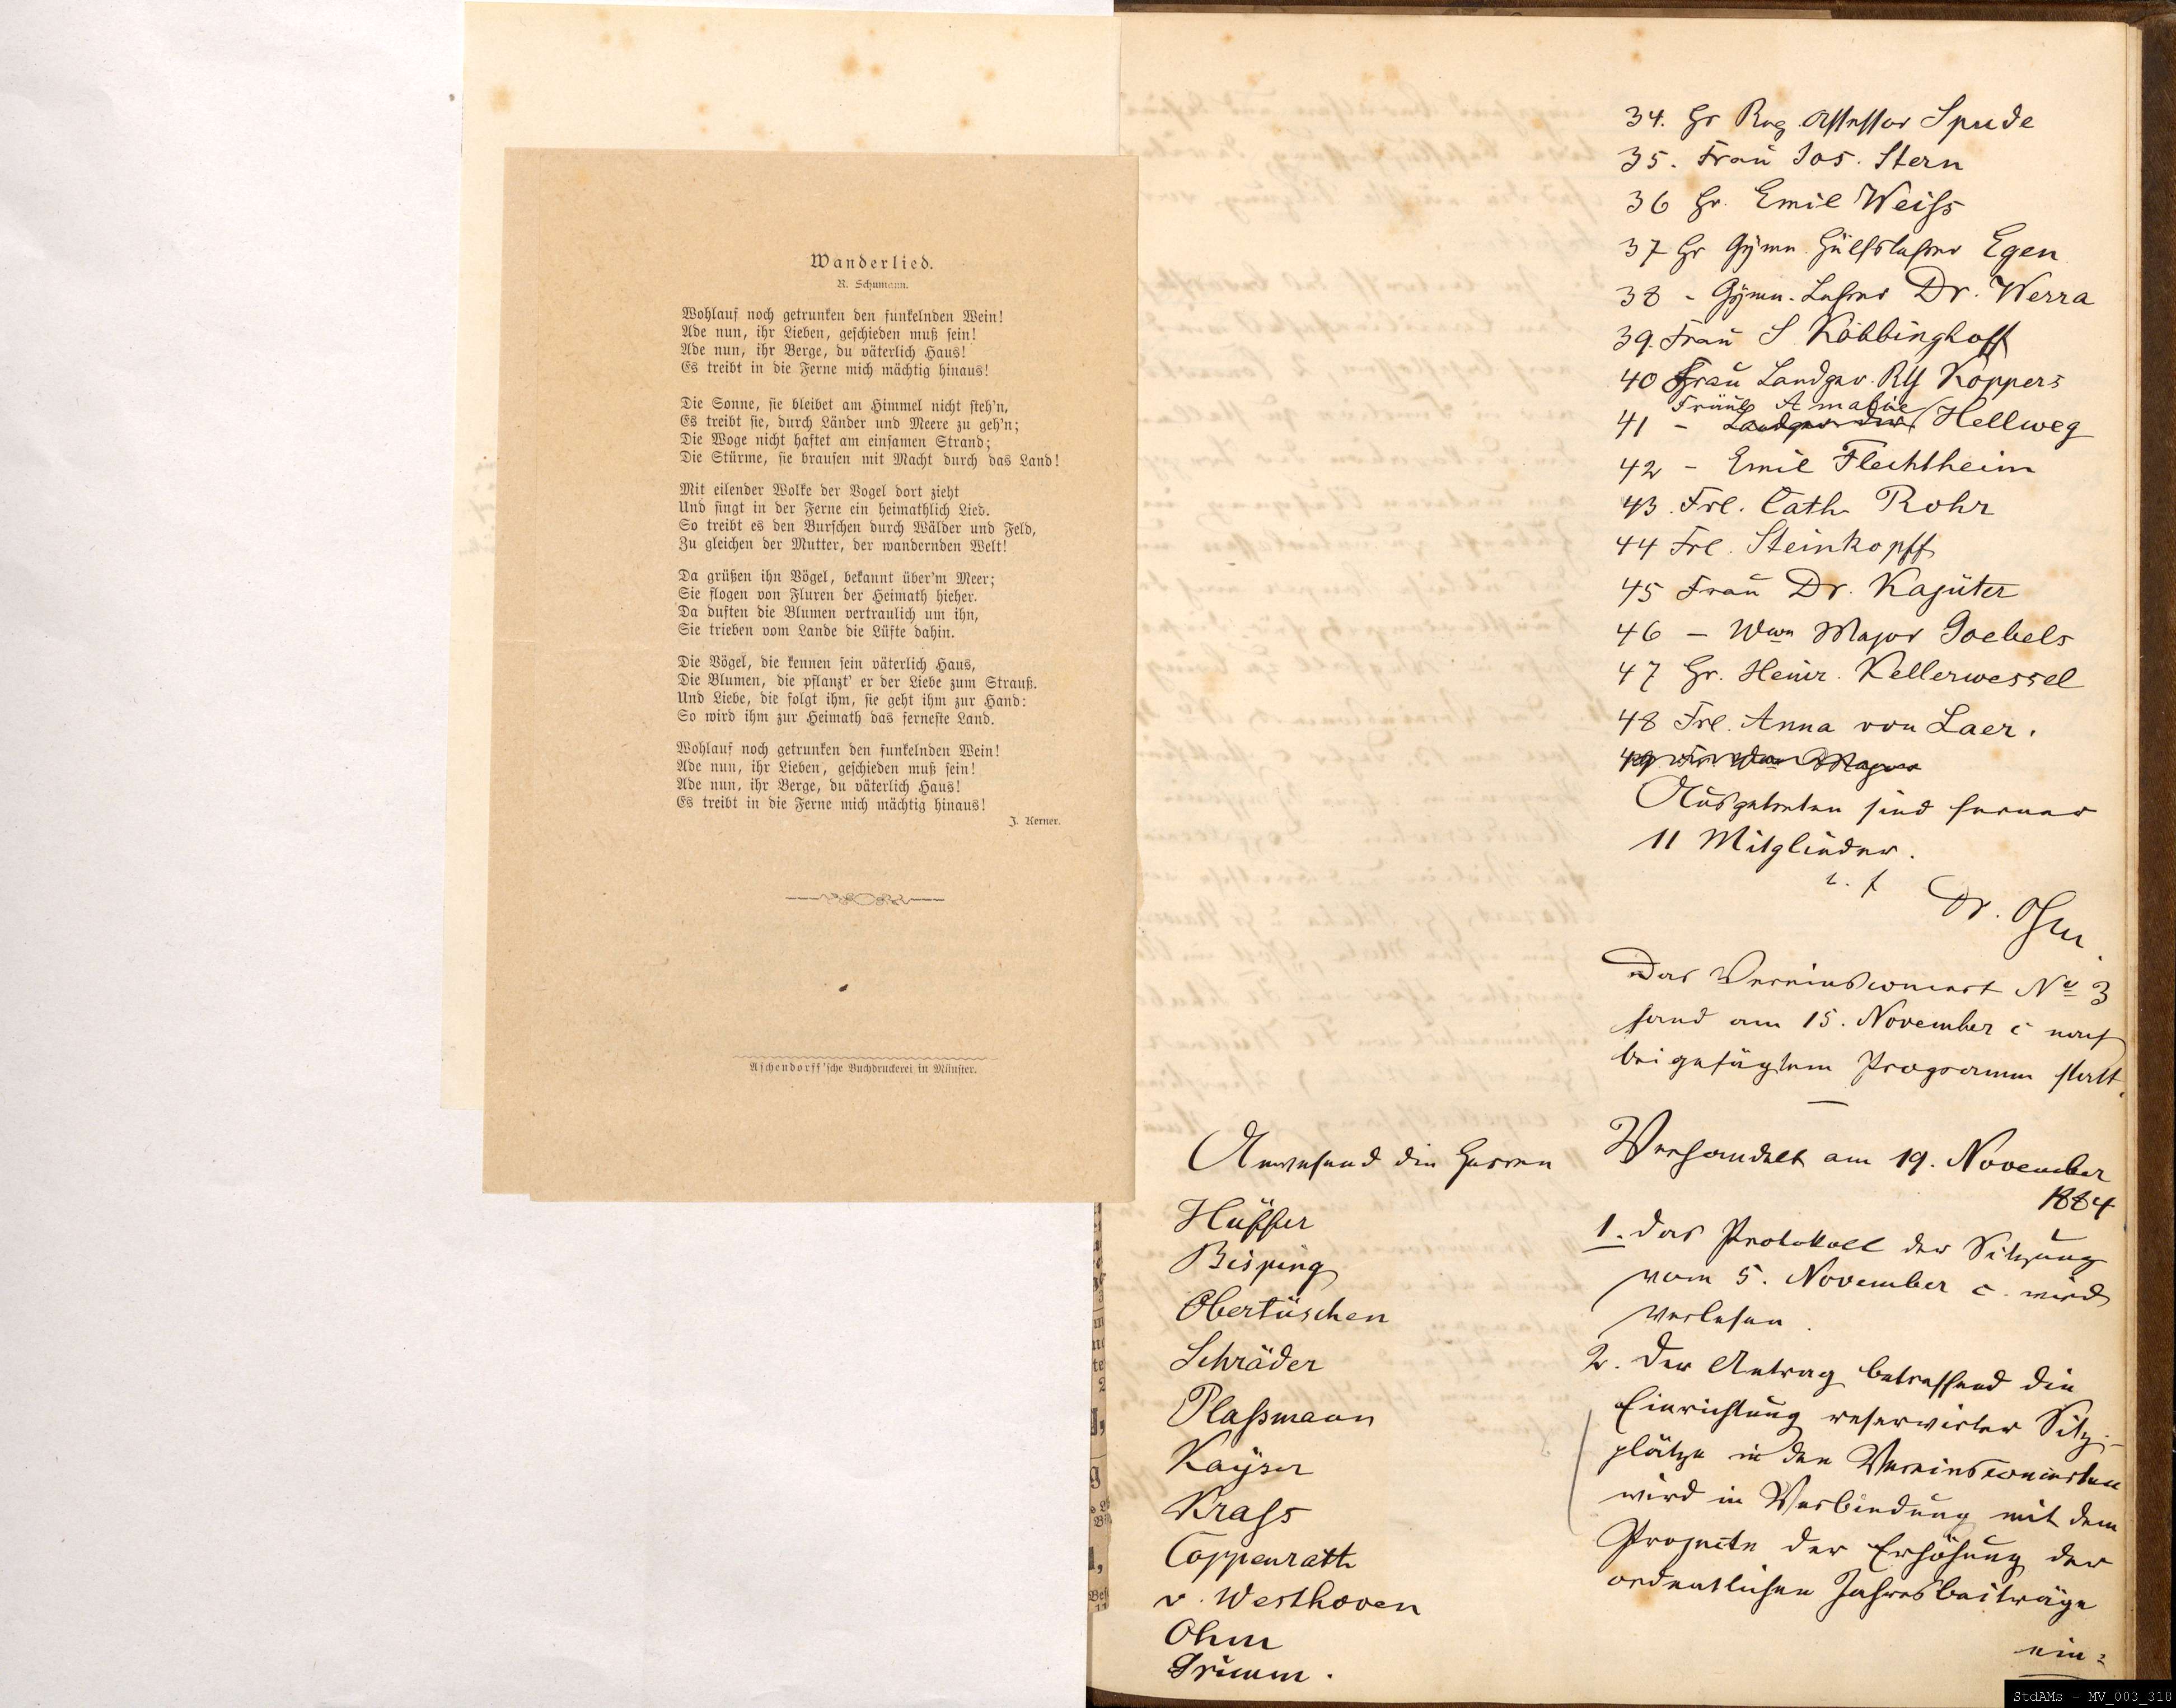 Wanderlied.
R. Schumann.
Wohlauf noch getrunken den funkelnden Wein!
Ade nun, ihr Lieben, geschieden muß sein!
Ade nun, ihr Berge, du väterlich Haus!
Es treibt in die Ferne mich mächtig hinaus!
Die Sonne, sie bleibet am Himmel nicht steh'n,
Es treibt sie, durch Länder und Meere zu geh'n;
Die Woge nicht haftet am einsamen Strand;
Die Stürme, sie brausen mit Macht durch das Land!
Mit eilender Wolke der Vogel dort zieht
Und singt in der Ferne ein heimathlich Lied.
So treibt es den Burschen durch Wälder und Feld,
Zu gleichen der Mutter, der wandernden Welt!
Da grüßen ihn Vögel, bekannt über'm Meer;
Sie flogen von Fluren der Heimath hieher.
Da duften die Blumen vertraulich um ihn,
Sie trieben vom Lande die Lüfte dahin.
Die Vögel, die kennen sein väterlich Haus,
Die Blumen, die pflanzt' er der Liebe zum Strauß.
Und Liebe, die folgt ihm, sie geht ihm zur Hand:
So wird ihm zur Heimath das ferneste Land.
Wohlauf noch getrunken den funkelnden Wein!
Ade nun, ihr Lieben, geschieden muß sein!
Ade nun, ihr Berge, du väterlich Haus!
Es treibt in die Ferne mich mächtig hinaus!
J. Kerner.
Aschendorff'sche Buchdruckerei in Münster.
34. Hr Reg. Assessor Spude
35. Frau Jos. Stern
36 Hr. Emil Weiss
37 Hr Gymn. Hülfslehrer Egen
38 - Gymn. Lehrer Dr. Werra
39. Frau S Röbbinghoff
40 Frau Landger. Rth Koppers
Fräul. Amalie
41 - Hellweg
42 - Emil Flechtheim
43. Frl. Cath. Rohr
44 Frl. Steinkopff
45 Frau Dr. Kajüter
46 - Wwe Major Goebels
47 Hr. Heinr. Kellerwessel
48 Frl. Anna von Laer.
49 Major
Ausgetreten sind ferner
11 Mitglieder.
Dr. Ohm
Das Vereinsconcert No 3
fand am 15. November c nach
beigefügtem Programm statt.
Anwesend die Herren
Hüffer
Bisping
Obertüschen
Schräder
Plassmann
Kayser
Krass
Coppenrath
v. Westhoven
Ohm
Grimm.
Verhandelt am 19. November
1884
1. Das Protokoll der Sitzung
vom 5. November c. wird
verlesen.
2. Der Antrag betreffend die
Einrichtung reservirter Sitz-
plätze in den Vereinsconcerten
wird in Verbindung mit dem
Projecte der Erhöhung der
ordentlichen Jahresbeiträge
ein=
StdAMs - MV_003_318